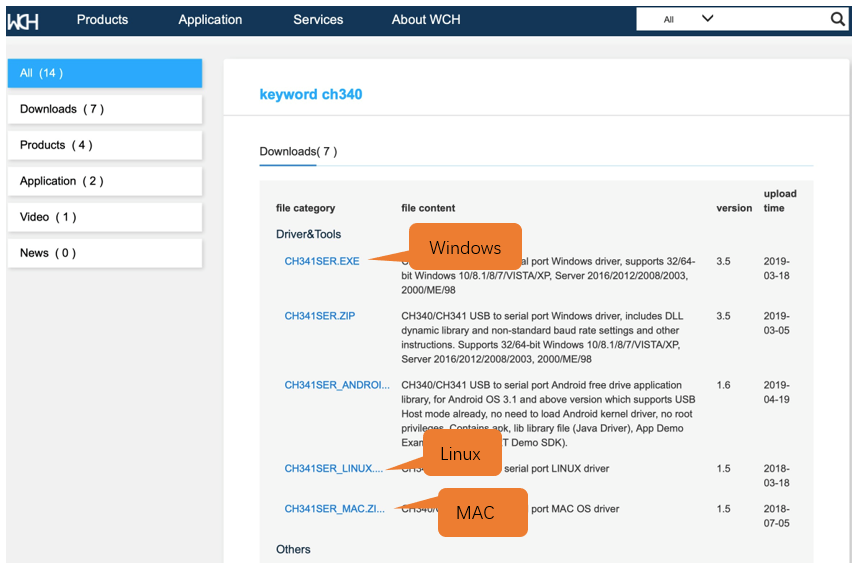 WCH Products Application Services About WCH All
All (14)
Downloads (7)
Products (4)
Application (2)
Video (1)
News (0)
keyword ch340
Downloads( 7 )
file category file content version upload time
Driver&Tools
Windows
CH341SER.EXE al port Windows driver, supports 32/64- 3.5 2019-
bit Windows 10/8.1/8/7/VISTA/XP, Server 2016/2012/2008/2003, 03-18
2000/ME/98
CH341SER.ZIP CH340/CH341 USB to serial port Windows driver, includes DLL 3.5 2019-
dynamic library and non-standard baud rate settings and other 03-05
instructions. Supports 32/64-bit Windows 10/8.1/8/7/VISTA/XP,
Server 2016/2012/2008/2003, 2000/ME/98
CH341SER_ANDROI... CH340/CH341 USB to serial port Android free drive application 1.6 2019-
library, for Android OS 3.1 and above version which supports USB 04-19
Host mode already, no need to load Android kernel driver, no root
privileges. Contains apk, lib library file (Java Driver), App Demo
Exam T Demo SDK).
Linux
CH341SER_LINUX.... CH34 serial port LINUX driver 1.5 2018-
03-18
CH341SER_MAC.ZI... CH340/ port MAC OS driver 1.5 2018-
07-05
MAC
Others